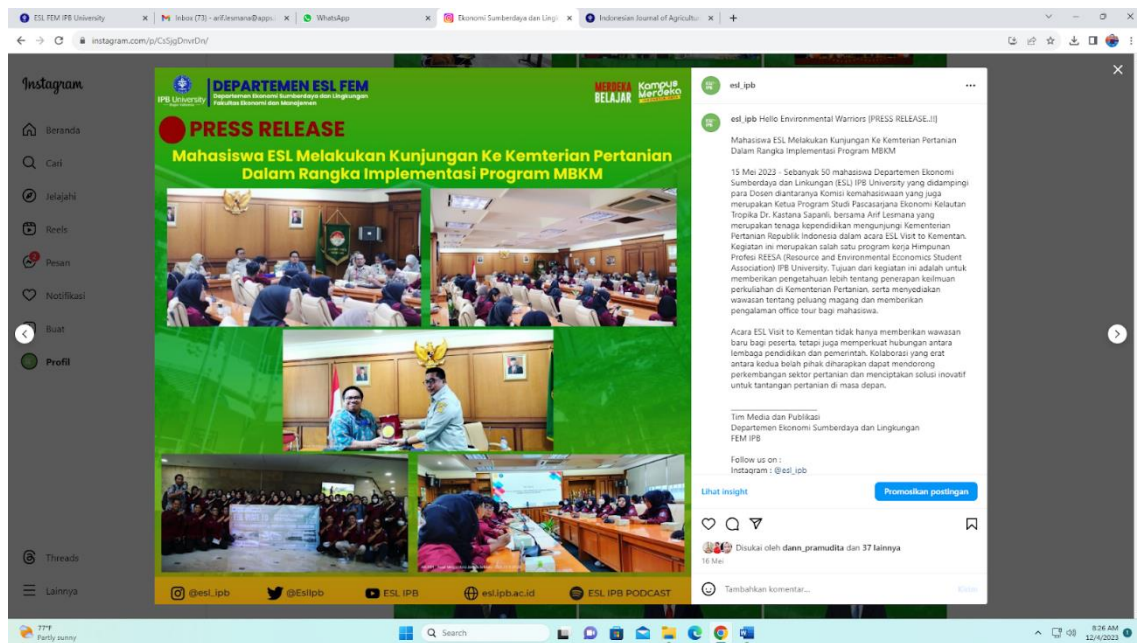 ESL FEM IPB University
Inbox (73) - arif.lesmana@apps.
WhatsApp
Ekonomi Sumberdaya dan Lingk
Indonesian Journal of Agricultu
instagram.com/p/CsSjgDnvrDn/
Instagram
Beranda
Cari
Jelajahi
Reels
Pesan
Notifikasi
Buat
Profil
Threads
Lainnya
IPB University
DEPARTEMEN ESL FEM
Departemen Ekonomi Sumberdaya dan Lingkungan
Fakultas Ekonomi dan Manajemen
MERDEKA
BELAJAR
Kampus
Merdeka
PRESS RELEASE
Mahasiswa ESL Melakukan Kunjungan Ke Kemterian Pertanian
Dalam Rangka Implementasi Program MBKM
@esl_ipb
@EslIpb
ESL IPB
esl.ipb.ac.id
ESL IPB PODCAST
esl_ipb
esl_ipb Hello Environmental Warriors [PRESS RELEASE..!!]
Mahasiswa ESL Melakukan Kunjungan Ke Kemterian Pertanian
Dalam Rangka Implementasi Program MBKM
15 Mei 2023 - Sebanyak 50 mahasiswa Departemen Ekonomi
Sumberdaya dan Linkungan (ESL) IPB University yang didampingi
para Dosen diantaranya Komisi kemahasiswaan yang juga
merupakan Ketua Program Studi Pascasarjana Ekonomi Kelautan
Tropika Dr. Kastana Sapanli, bersama Arif Lesmana yang
merupakan tenaga kependidikan mengunjungi Kementerian
Pertanian Republik Indonesia dalam acara ESL Visit to Kementan.
Kegiatan ini merupakan salah satu program kerja Himpunan
Profesi REESA (Resource and Environmental Economics Student
Association) IPB University. Tujuan dari kegiatan ini adalah untuk
memberikan pengetahuan lebih tentang penerapan keilmuan
perkuliahan di Kementerian Pertanian, serta menyediakan
wawasan tentang peluang magang dan memberikan
pengalaman office tour bagi mahasiswa.
Acara ESL Visit to Kementan tidak hanya memberikan wawasan
baru bagi peserta, tetapi juga memperkuat hubungan antara
lembaga pendidikan dan pemerintah. Kolaborasi yang erat
antara kedua belah pihak diharapkan dapat mendorong
perkembangan sektor pertanian dan menciptakan solusi inovatif
untuk tantangan pertanian di masa depan.
Tim Media dan Publikasi
Departemen Ekonomi Sumberdaya dan Lingkungan
FEM IPB
Follow us on :
Instagram : @esl_ipb
Lihat insight
Promosikan postingan
Disukai oleh dann_pramudita dan 37 lainnya
16 Mei
Tambahkan komentar...
Kirim
77°F
Partly sunny
Search
8:26 AM
12/4/2023